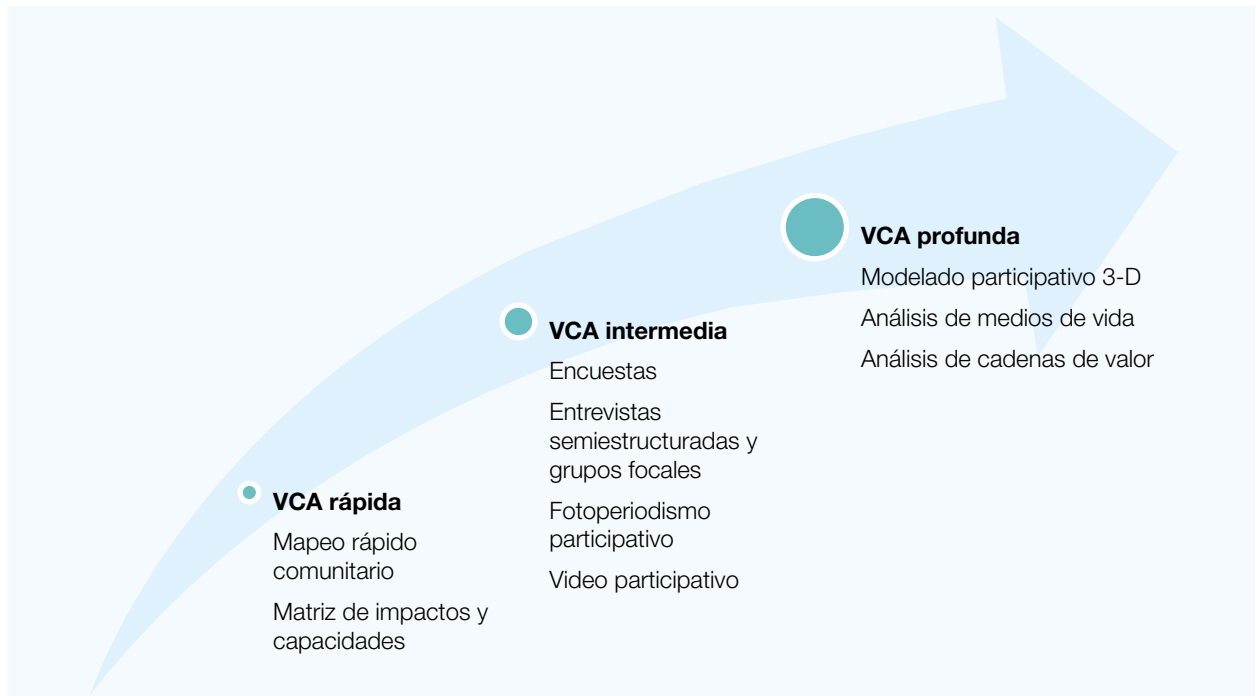 VCA rápida
Mapeo rápido
comunitario
Matriz de impactos y
capacidades
VCA intermedia
Encuestas
Entrevistas
semiestructuradas y
grupos focales
Fotoperiodismo
participativo
Video participativo
VCA profunda
Modelado participativo 3-D
Análisis de medios de vida
Análisis de cadenas de valor